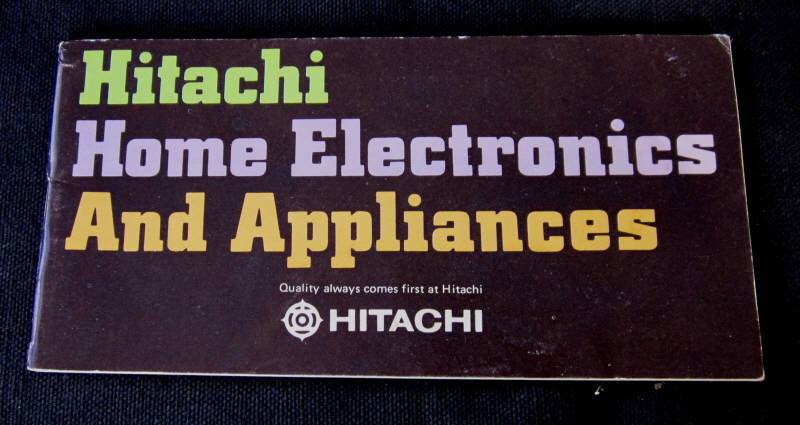 Hitachi
Home Electronics
And Appliances
Quality always comes first at Hitachi
HITACHI